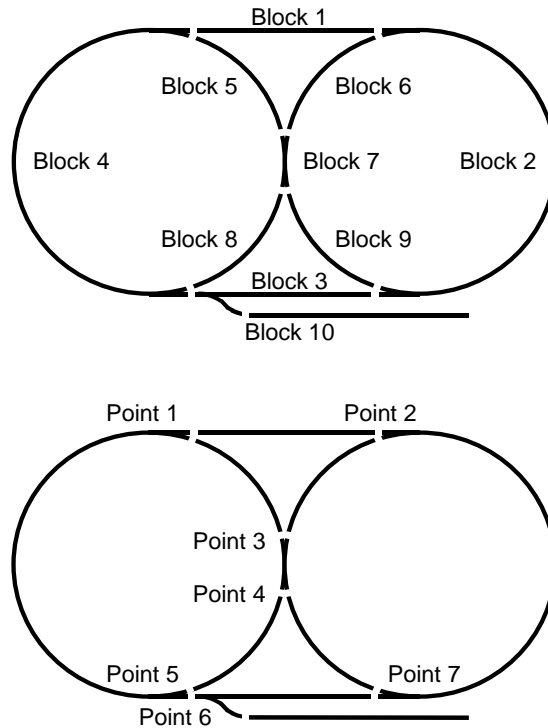 Block 1
Block 5
Block 6
Block 4
Block 7
Block 2
Block 8
Block 9
Block 3
Block 10
Point 1
Point 2
Point 3
Point 4
Point 5
Point 7
Point 6